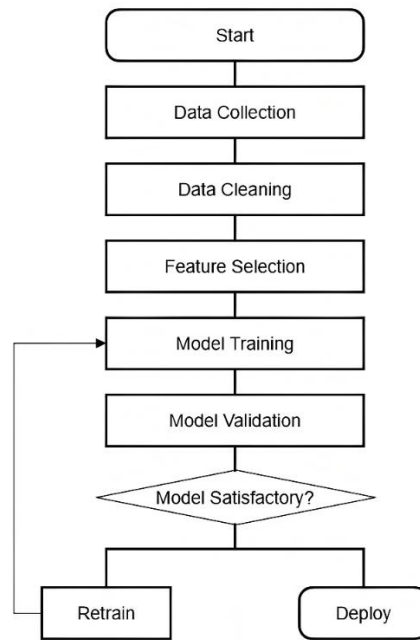 Start
Data Collection
Data Cleaning
Feature Selection
Model Training
Model Validation
Model Satisfactory?
Retrain
Deploy